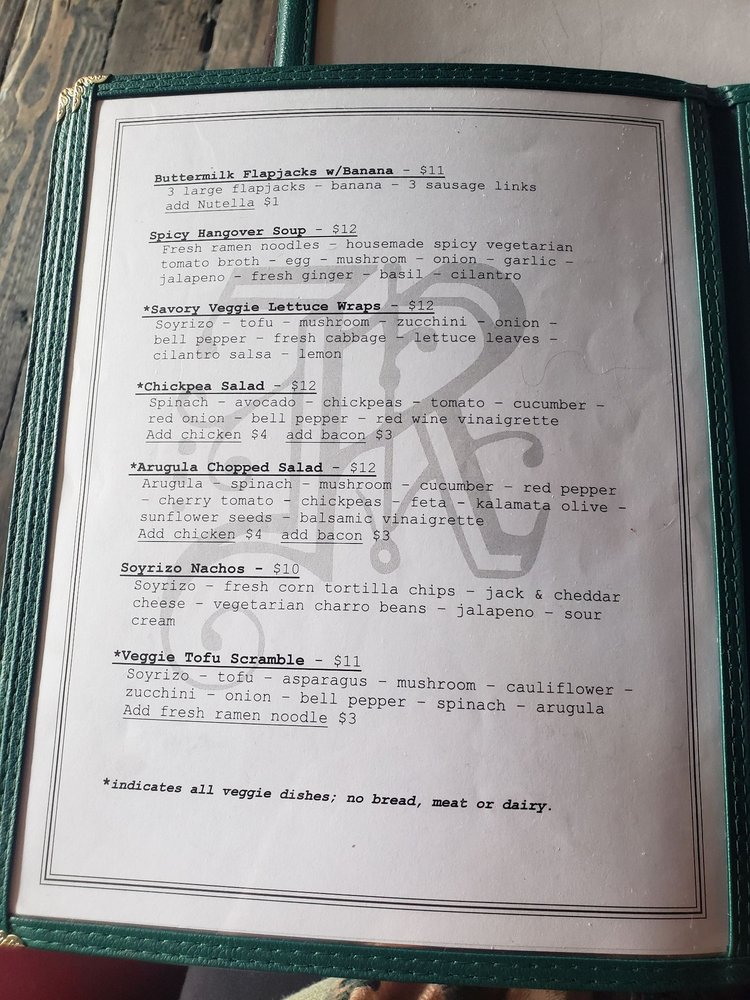 Buttermilk Flapjacks w/Banana - $11
3 large flapjacks - banana - 3 sausage links
add Nutella $1
Spicy Hangover Soup - $12
Fresh ramen noodles - housemade spicy vegetarian
tomato broth - egg - mushroom - onion - garlic -
jalapeno - fresh ginger - basil - cilantro
*Savory Veggie Lettuce Wraps - $12
Soyrizo - tofu - mushroom - zucchini - onion -
bell pepper - fresh cabbage - lettuce leaves -
cilantro salsa - lemon
*Chickpea Salad - $12
Spinach - avocado - chickpeas - tomato - cucumber -
red onion - bell pepper - red wine vinaigrette
Add chicken $4 add bacon $3
*Arugula Chopped Salad - $12
Arugula - spinach - mushroom - cucumber - red pepper
- cherry tomato - chickpeas - feta - kalamata olive -
sunflower seeds - balsamic vinaigrette
Add chicken $4 add bacon $3
Soyrizo Nachos - $10
Soyrizo - fresh corn tortilla chips - jack & cheddar
cheese - vegetarian charro beans - jalapeno - sour
cream
*Veggie Tofu Scramble - $11
Soyrizo - tofu - asparagus - mushroom - cauliflower -
zucchini - onion - bell pepper - spinach - arugula
Add fresh ramen noodle $3
*indicates all veggie dishes; no bread, meat or dairy.